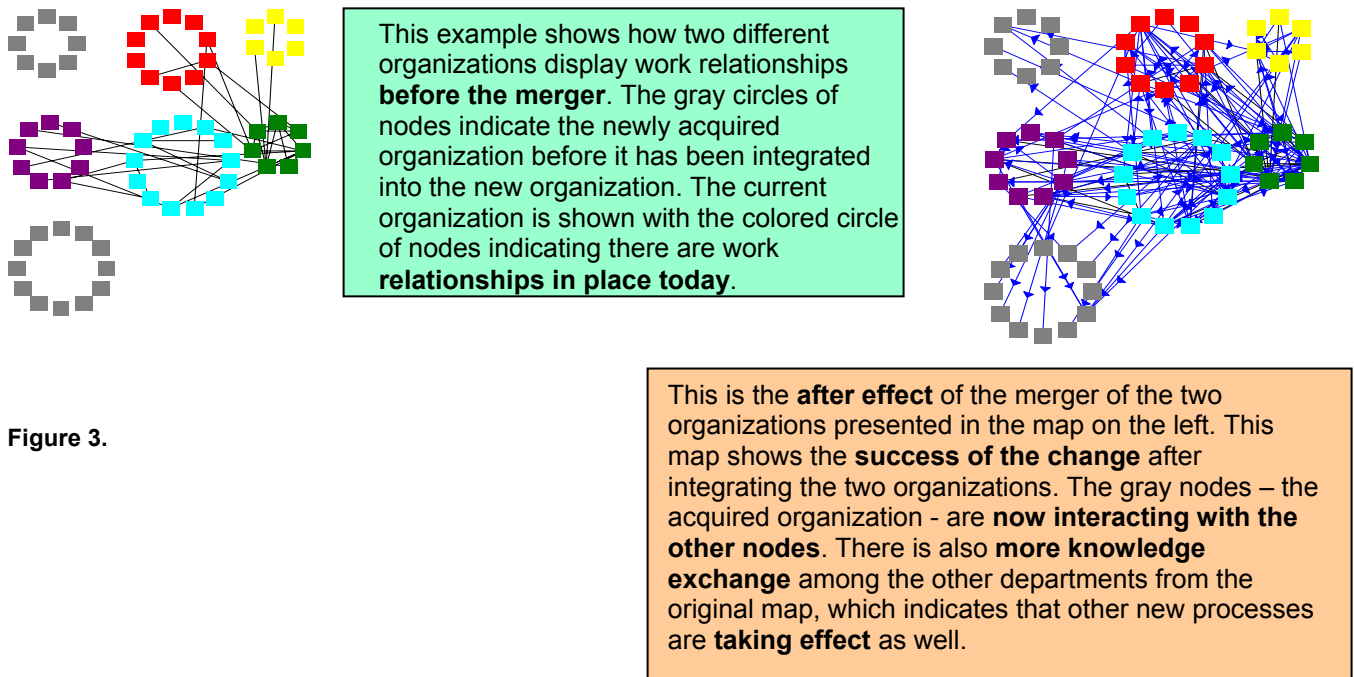 This example shows how two different
organizations display work relationships
before the merger. The gray circles of
nodes indicate the newly acquired
organization before it has been integrated
into the new organization. The current
organization is shown with the colored circle
of nodes indicating there are work
relationships in place today.
Figure 3.
This is the after effect of the merger of the two
organizations presented in the map on the left. This
map shows the success of the change after
integrating the two organizations. The gray nodes – the
acquired organization - are now interacting with the
other nodes. There is also more knowledge
exchange among the other departments from the
original map, which indicates that other new processes
are taking effect as well.